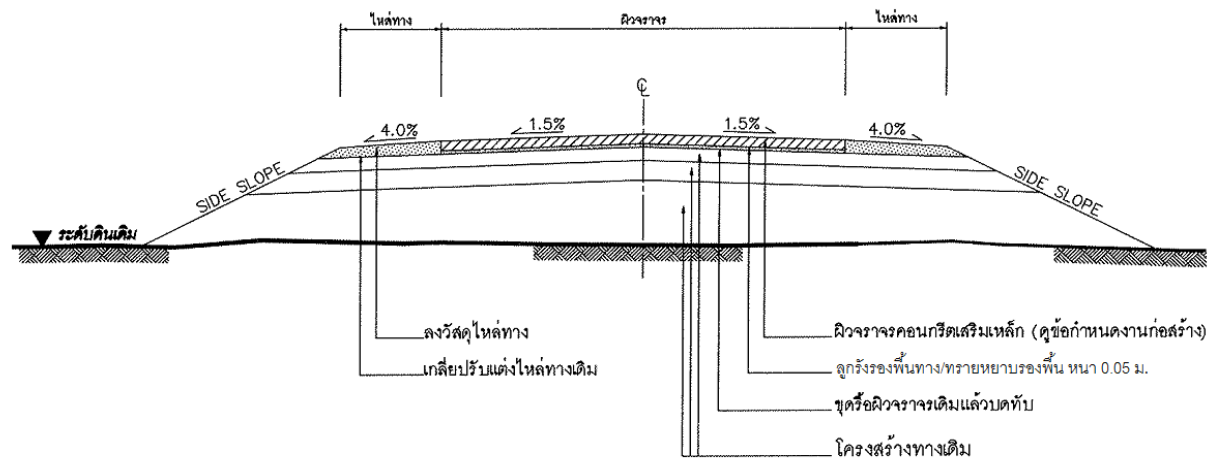 ไหล่ทาง ผิวจราจร ไหล่ทาง
℄
4.0% 1.5% 1.5% 4.0%
SIDE SLOPE SIDE SLOPE
ระดับดินเดิม
ลงวัสดุไหล่ทาง
เกลี่ยปรับแต่งไหล่ทางเดิม
ผิวจราจรคอนกรีตเสริมเหล็ก (ดูข้อกำหนดงานก่อสร้าง)
ลูกรังรองพื้นทาง/ทรายหยาบรองพื้น หนา 0.05 ม.
ขุดรื้อผิวจราจรเดิมแล้วบดทับ
โครงสร้างทางเดิม